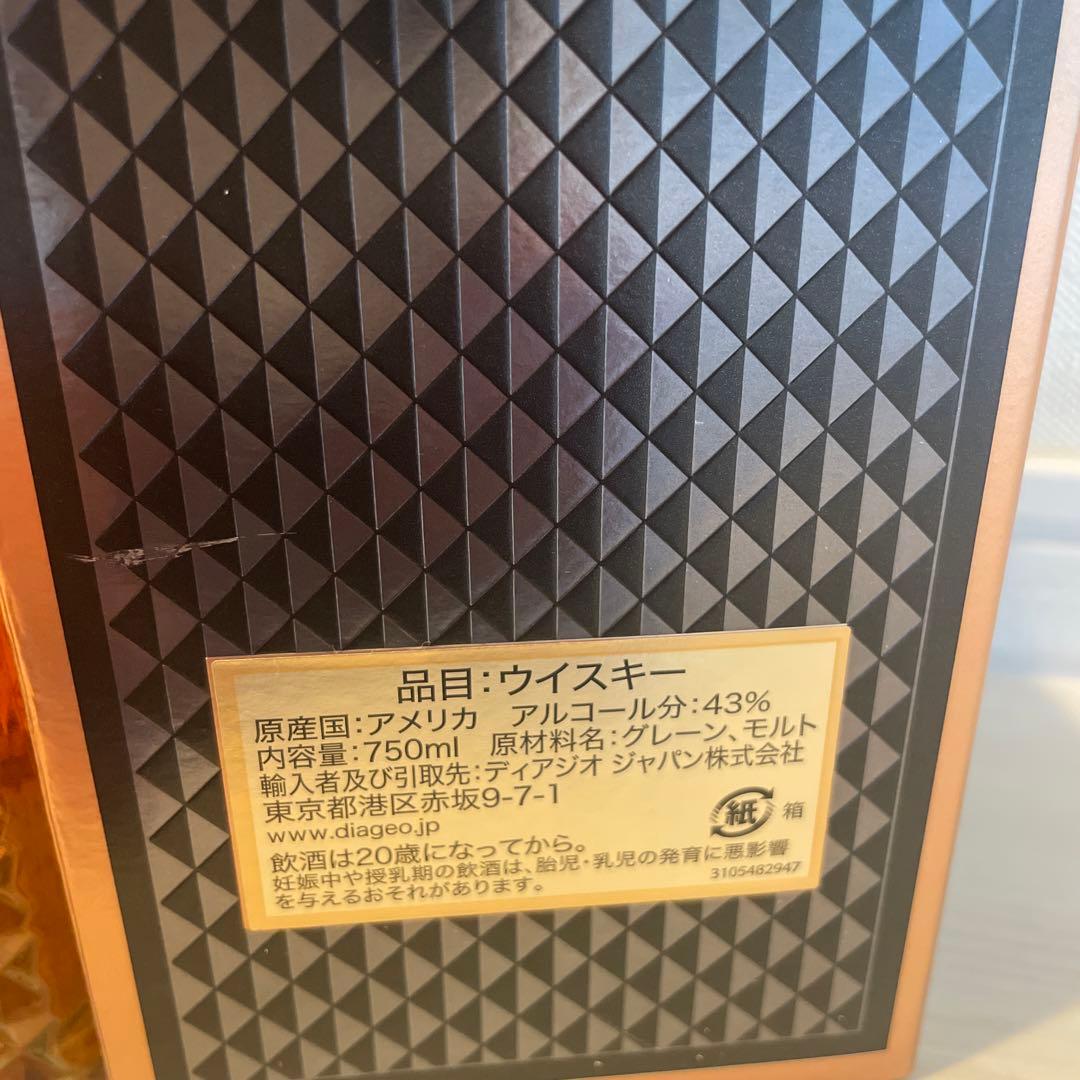 品目:ウイスキー
原産国:アメリカ　アルコール分:43%
内容量:750ml　原材料名:グレーン、モルト
輸入者及び引取先:ディアジオ ジャパン株式会社
東京都港区赤坂9-7-1
www.diageo.jp
紙 箱
飲酒は20歳になってから。
妊娠中や授乳期の飲酒は、胎児・乳児の発育に悪影響
を与えるおそれがあります。
3105482947